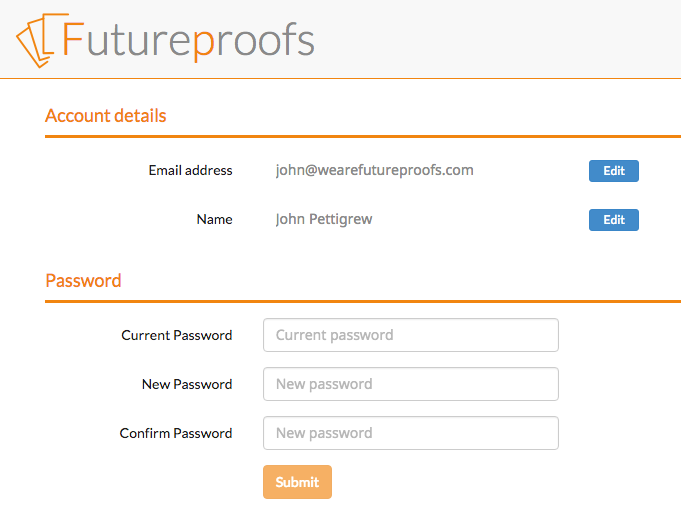 Futureproofs
Account details
Email address john@wearefutureproofs.com Edit
Name John Pettigrew Edit
Password
Current Password Current password
New Password New password
Confirm Password New password
Submit